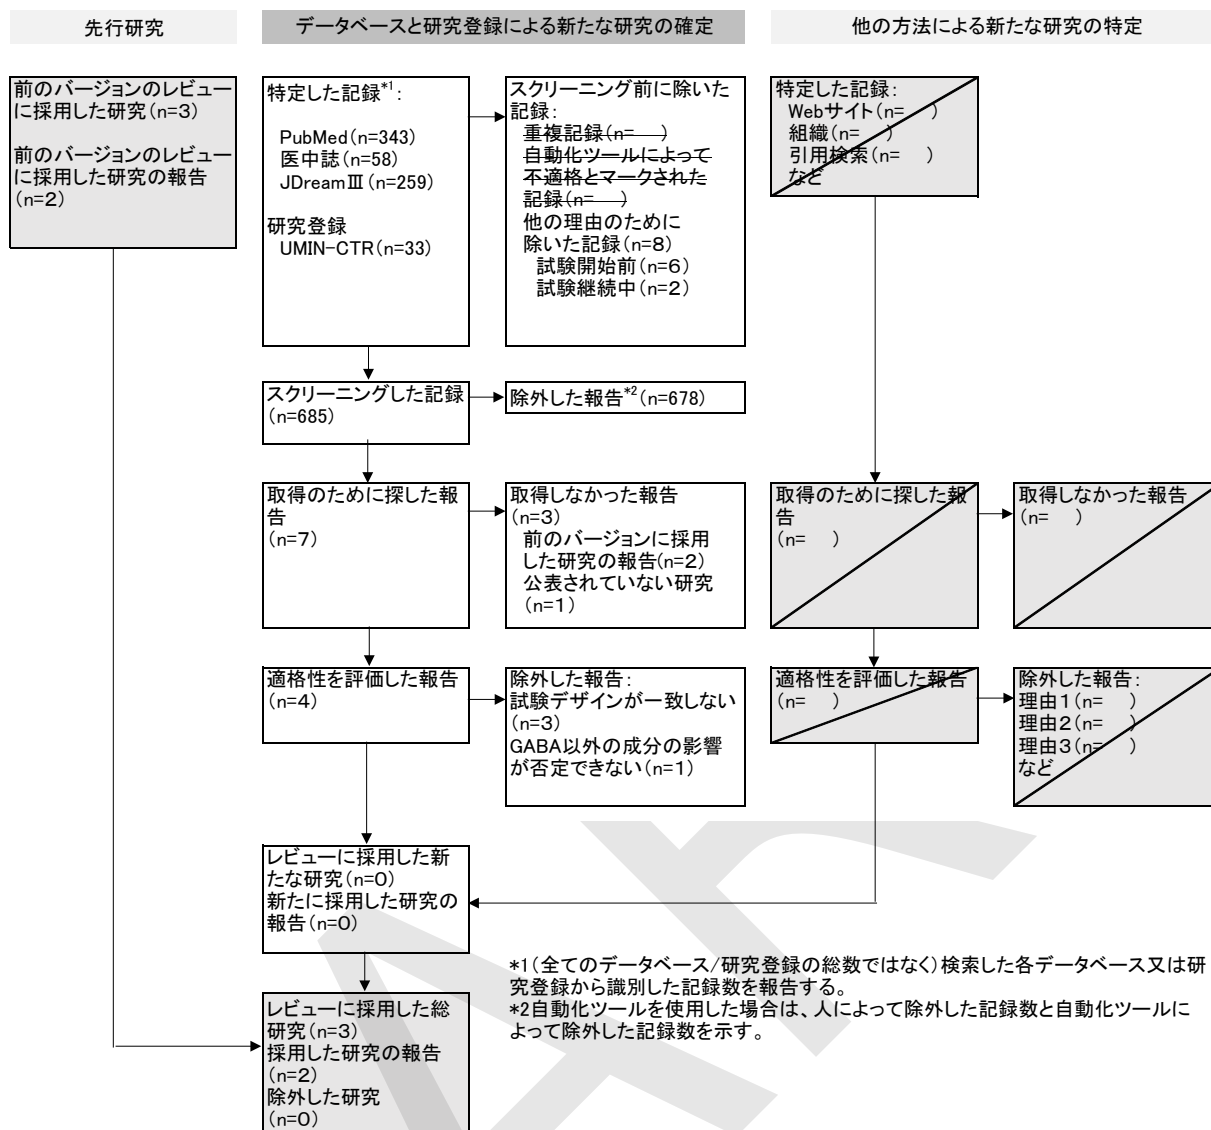 先行研究
データベースと研究登録による新たな研究の確定
他の方法による新たな研究の特定
前のバージョンのレビュー
に採用した研究(n=3)
前のバージョンのレビュー
に採用した研究の報告
(n=2)
特定した記録*1:
PubMed(n=343)
医中誌(n=58)
JDreamⅢ(n=259)
研究登録
UMIN-CTR(n=33)
スクリーニング前に除いた
記録:
重複記録(n=　)
自動化ツールによって
不適格とマークされた
記録(n=　)
他の理由のために
除いた記録(n=8)
試験開始前(n=6)
試験継続中(n=2)
特定した記録:
Webサイト(n=　)
組織(n=　)
引用検索(n=　)
など
スクリーニングした記録
(n=685)
除外した報告*2(n=678)
取得のために探した報
告
(n=7)
取得しなかった報告
(n=3)
前のバージョンに採用
した研究の報告(n=2)
公表されていない研究
(n=1)
取得のために探した報
告
(n=　)
取得しなかった報告
(n=　)
適格性を評価した報告
(n=4)
除外した報告:
試験デザインが一致しない
(n=3)
GABA以外の成分の影響
が否定できない(n=1)
適格性を評価した報告
(n=　)
除外した報告:
理由1(n=　)
理由2(n=　)
理由3(n=　)
など
レビューに採用した新
たな研究(n=0)
新たに採用した研究の
報告(n=0)
レビューに採用した総
研究(n=3)
採用した研究の報告
(n=2)
除外した研究
(n=0)
*1(全てのデータベース/研究登録の総数ではなく)検索した各データベース又は研
究登録から識別した記録数を報告する。
*2自動化ツールを使用した場合は、人によって除外した記録数と自動化ツールに
よって除外した記録数を示す。